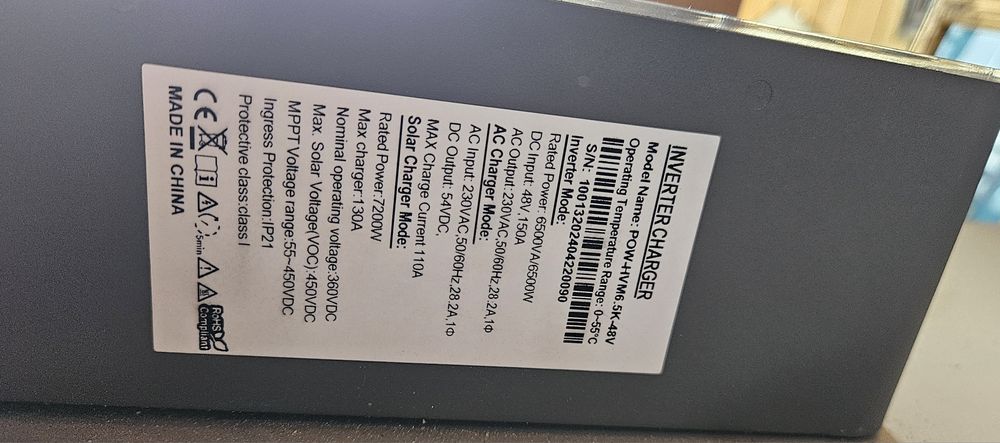 INVERTER CHARGER
Model Name: POW-HVM6.5K-48V
Operating Temperature Range: 0~55°C
S/N: 1001320240422​0090
Inverter Mode:
Rated Power: 6500VA/6500W
DC Input: 48V, 150A
AC Output: 230VAC,50/60Hz,28.2A,1Φ
AC Charger Mode:
AC Input: 230VAC,50/60Hz,28.2A,1Φ
DC Output: 54VDC,
MAX Charge Current 110A
Solar Charger Mode:
Rated Power:7200W
Max charger:130A
Nominal operating voltage:360VDC
Max. Solar Voltage(VOC):450VDC
MPPT Voltage range:55~450VDC
Ingress Protection:IP21
Protective class:class I
CE 5min RoHS Compliant
MADE IN CHINA